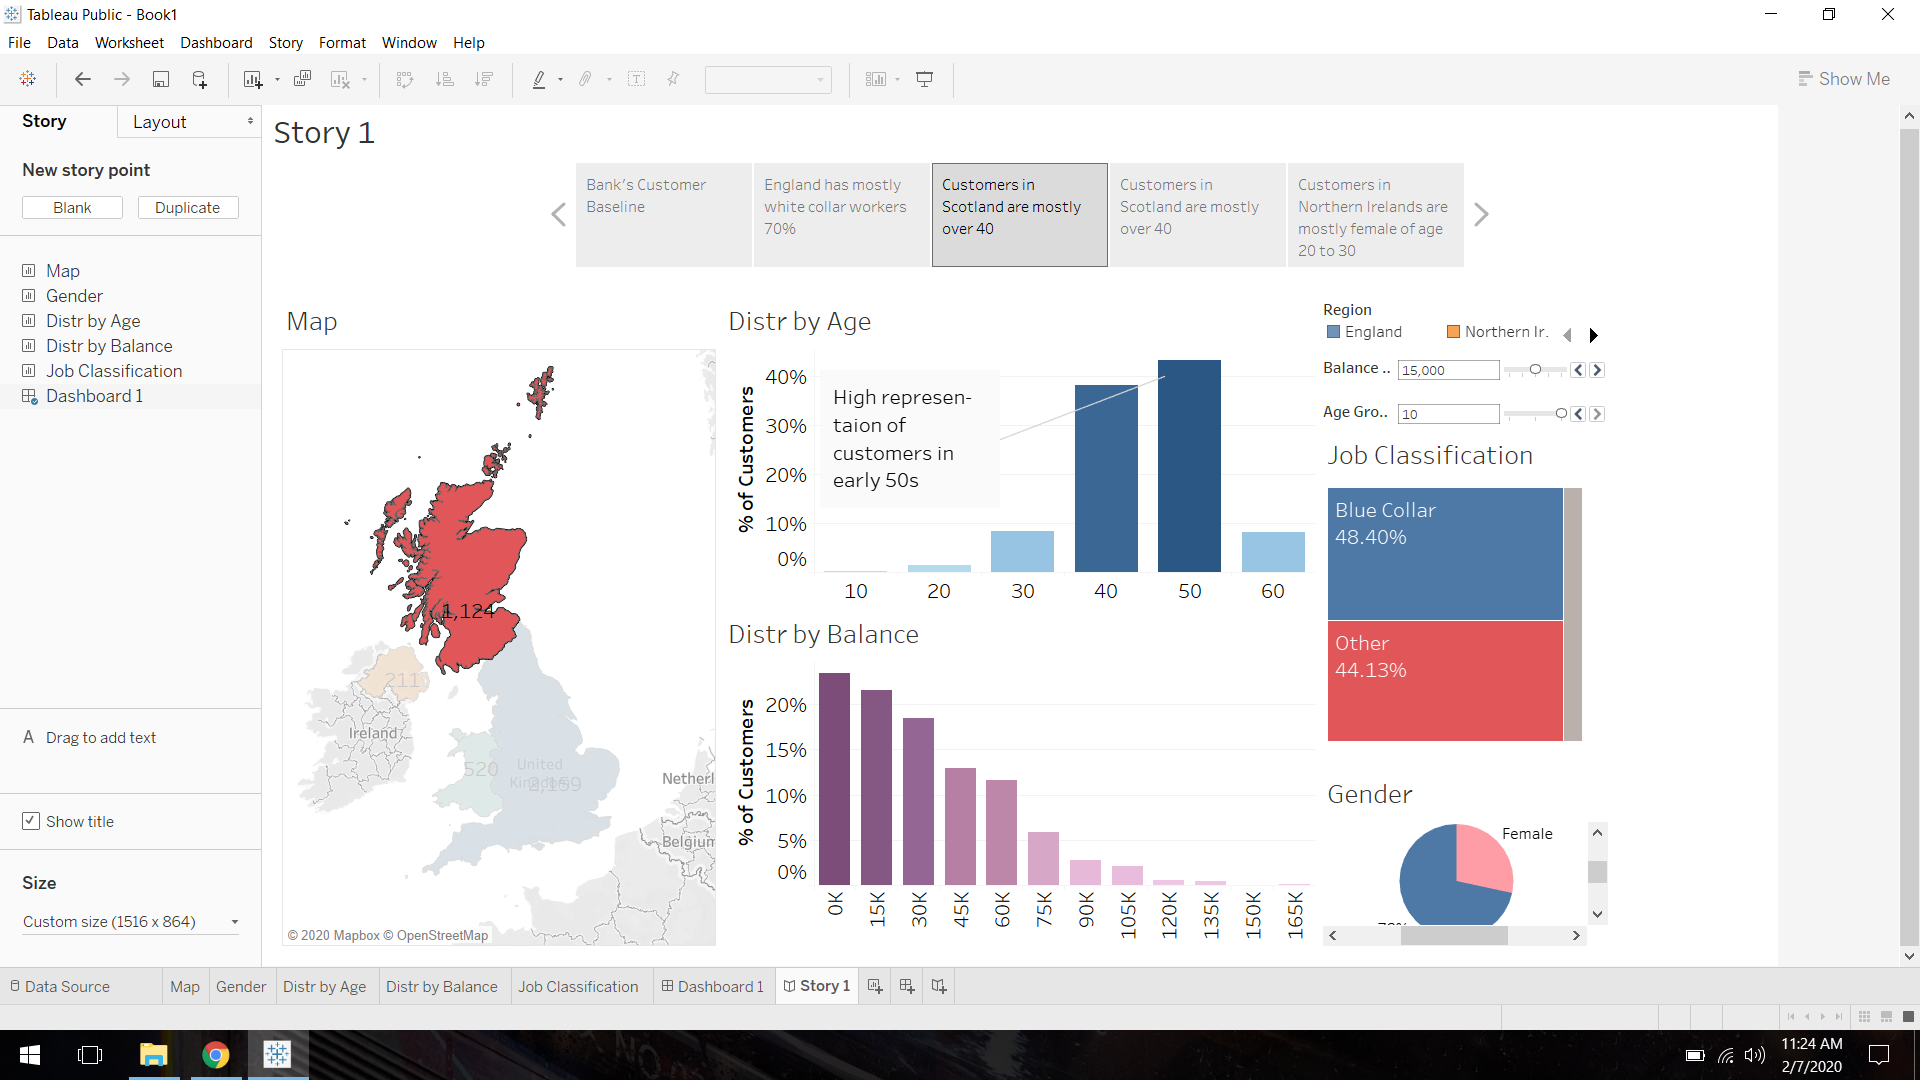 Tableau Public - Book1
File Data Worksheet Dashboard Story Format Window Help
Show Me
Story Layout
New story point
Blank Duplicate
Map
Gender
Distr by Age
Distr by Balance
Job Classification
Dashboard 1
A Drag to add text
Show title
Size
Custom size (1516 x 864)
Story 1
Bank's Customer
Baseline
England has mostly
white collar workers
70%
Customers in
Scotland are mostly
over 40
Customers in
Scotland are mostly
over 40
Customers in
Northern Irelands are
mostly female of age
20 to 30
Map
1,124
211
Ireland
520
United
Kingdom
2,159
Netherl
Belgium
© 2020 Mapbox © OpenStreetMap
Distr by Age
% of Customers
40%
30%
20%
10%
0%
High represen-
taion of
customers in
early 50s
10 20 30 40 50 60
Distr by Balance
% of Customers
20%
15%
10%
5%
0%
0K 15K 30K 45K 60K 75K 90K 105K 120K 135K 150K 165K
Region
England Northern Ir.
Balance .. 15,000
Age Gro.. 10
Job Classification
Blue Collar
48.40%
Other
44.13%
Gender
Female
Data Source Map Gender Distr by Age Distr by Balance Job Classification Dashboard 1 Story 1
11:24 AM
2/7/2020